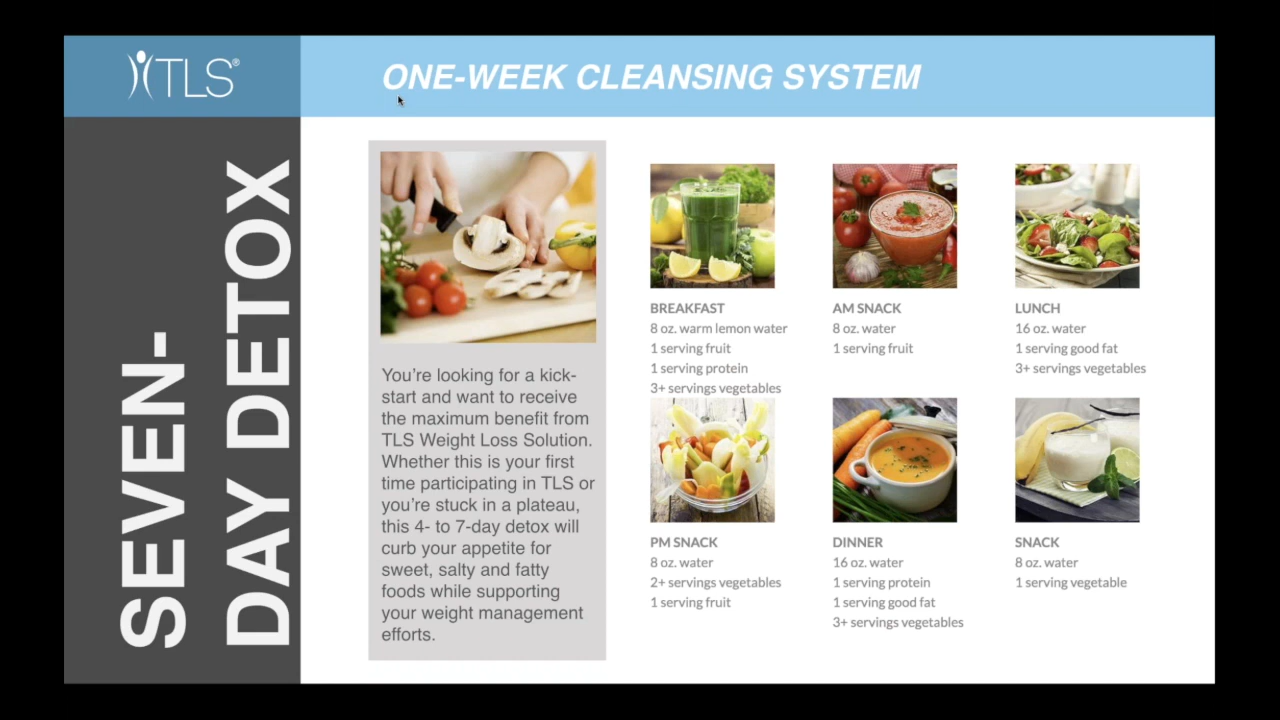 TLS®
ONE-WEEK CLEANSING SYSTEM
SEVEN-
DAY DETOX
You're looking for a kick-
start and want to receive
the maximum benefit from
TLS Weight Loss Solution.
Whether this is your first
time participating in TLS or
you're stuck in a plateau,
this 4- to 7-day detox will
curb your appetite for
sweet, salty and fatty
foods while supporting
your weight management
efforts.
BREAKFAST
8 oz. warm lemon water
1 serving fruit
1 serving protein
3+ servings vegetables
AM SNACK
8 oz. water
1 serving fruit
LUNCH
16 oz. water
1 serving good fat
3+ servings vegetables
PM SNACK
8 oz. water
2+ servings vegetables
1 serving fruit
DINNER
16 oz. water
1 serving protein
1 serving good fat
3+ servings vegetables
SNACK
8 oz. water
1 serving vegetable